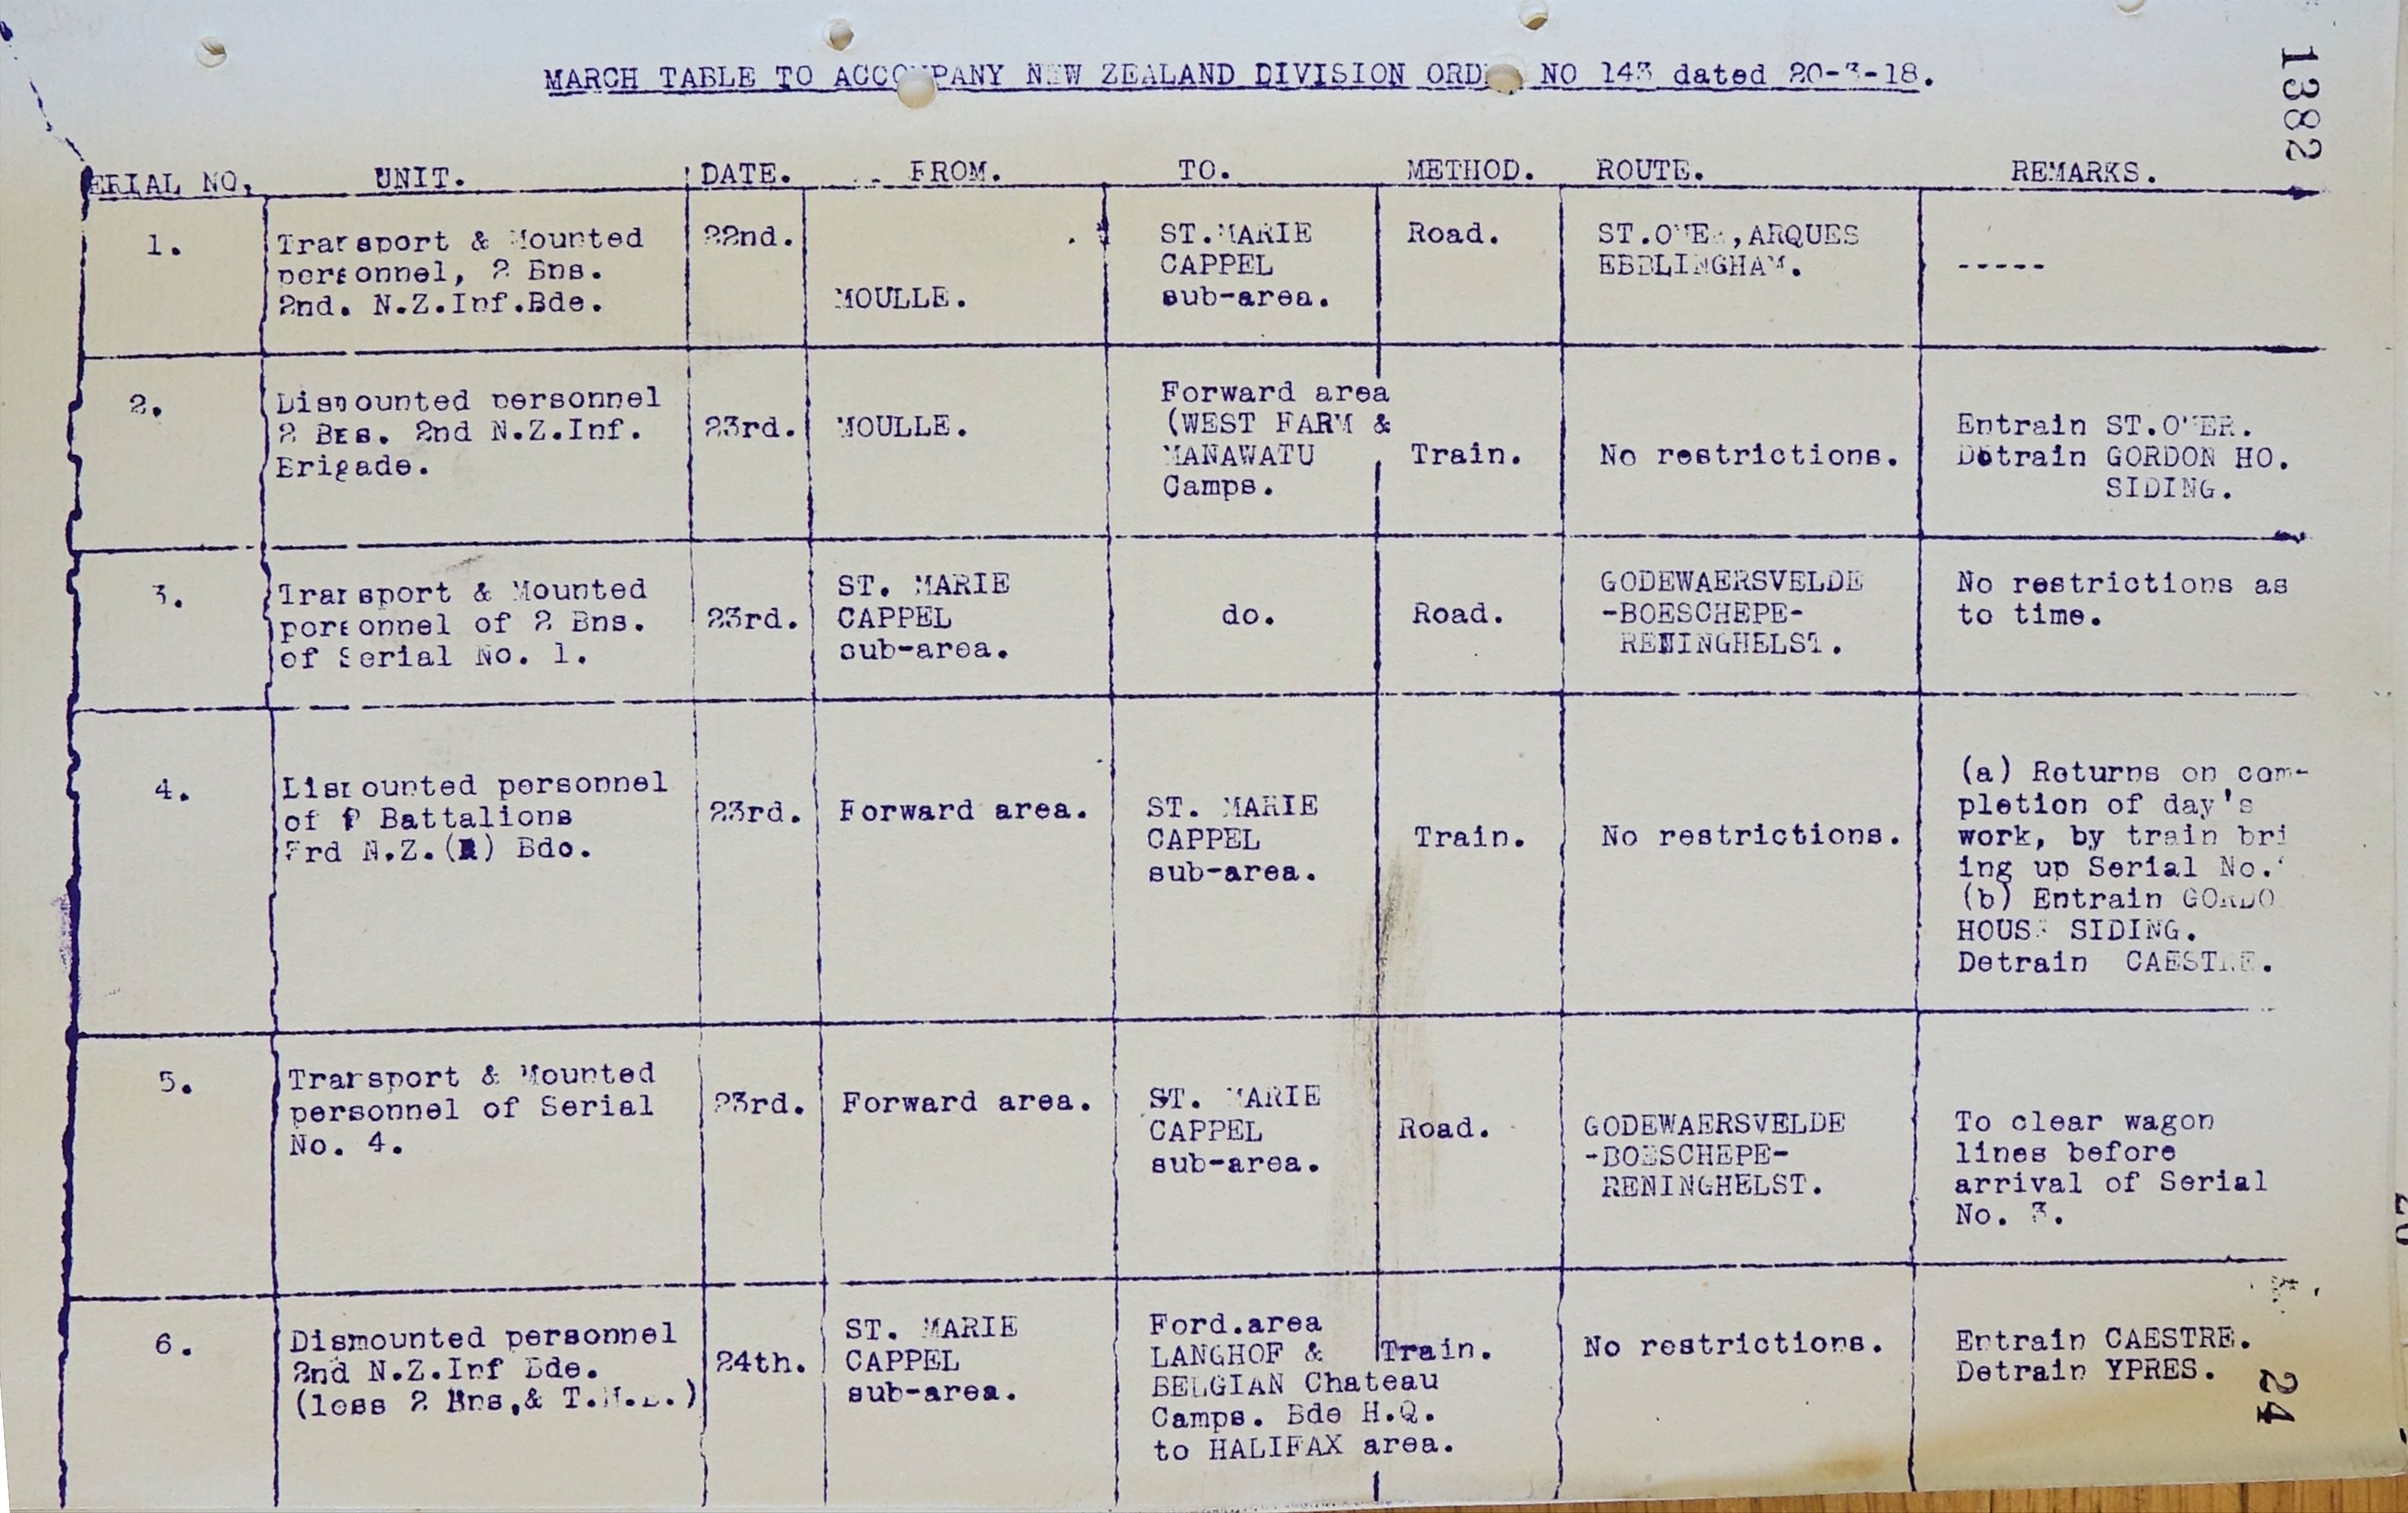 MARCH TABLE TO ACCOMPANY NEW ZEALAND DIVISION ORDER NO 143 dated 20-3-18.
1382
SERIAL NO. UNIT. DATE. FROM. TO. METHOD. ROUTE. REMARKS.
1.
Transport & Mounted
personnel, 2 Bns.
2nd. N.Z.Inf.Bde.
22nd.
MOULLE.
ST.MARIE
CAPPEL
sub-area.
Road.
ST.OMER,ARQUES
EBBLINGHAM.
-----
2.
Dismounted personnel
2 Bns. 2nd N.Z.Inf.
Brigade.
23rd.
MOULLE.
Forward area
(WEST FARM &
MANAWATU
Camps.
Train.
No restrictions.
Entrain ST.OMER.
Detrain GORDON HO.
SIDING.
3.
Transport & Mounted
personnel of 2 Bns.
of Serial No. 1.
23rd.
ST. MARIE
CAPPEL
sub-area.
do.
Road.
GODEWAERSVELDE
-BOESCHEPE-
RENINGHELST.
No restrictions as
to time.
4.
Dismounted personnel
of 2 Battalions
3rd N.Z.(R) Bde.
23rd.
Forward area.
ST. MARIE
CAPPEL
sub-area.
Train.
No restrictions.
(a) Returns on com-
pletion of day's
work, by train bri
ing up Serial No.
(b) Entrain GORDO
HOUSE SIDING.
Detrain CAESTRE.
5.
Transport & Mounted
personnel of Serial
No. 4.
23rd.
Forward area.
ST. MARIE
CAPPEL
sub-area.
Road.
GODEWAERSVELDE
-BOESCHEPE-
RENINGHELST.
To clear wagon
lines before
arrival of Serial
No. 3.
6.
Dismounted personnel
2nd N.Z.Inf Bde.
(less 2 Bns,& T.M.B.)
24th.
ST. MARIE
CAPPEL
sub-area.
Ford.area
LANGHOF &
BELGIAN Chateau
Camps. Bde H.Q.
to HALIFAX area.
Train.
No restrictions.
Entrain CAESTRE.
Detrain YPRES.
24